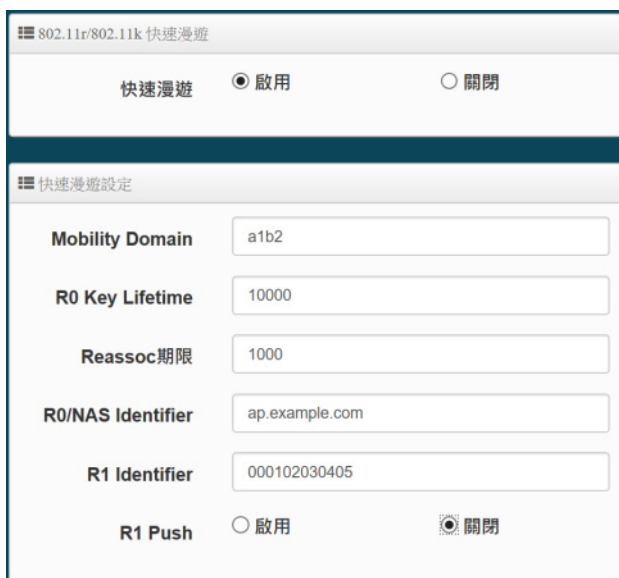 802.11r/802.11k 快速漫遊
快速漫遊 啟用 關閉
快速漫遊設定
Mobility Domain a1b2
R0 Key Lifetime 10000
Reassoc期限 1000
R0/NAS Identifier ap.example.com
R1 Identifier 000102030405
R1 Push 啟用 關閉